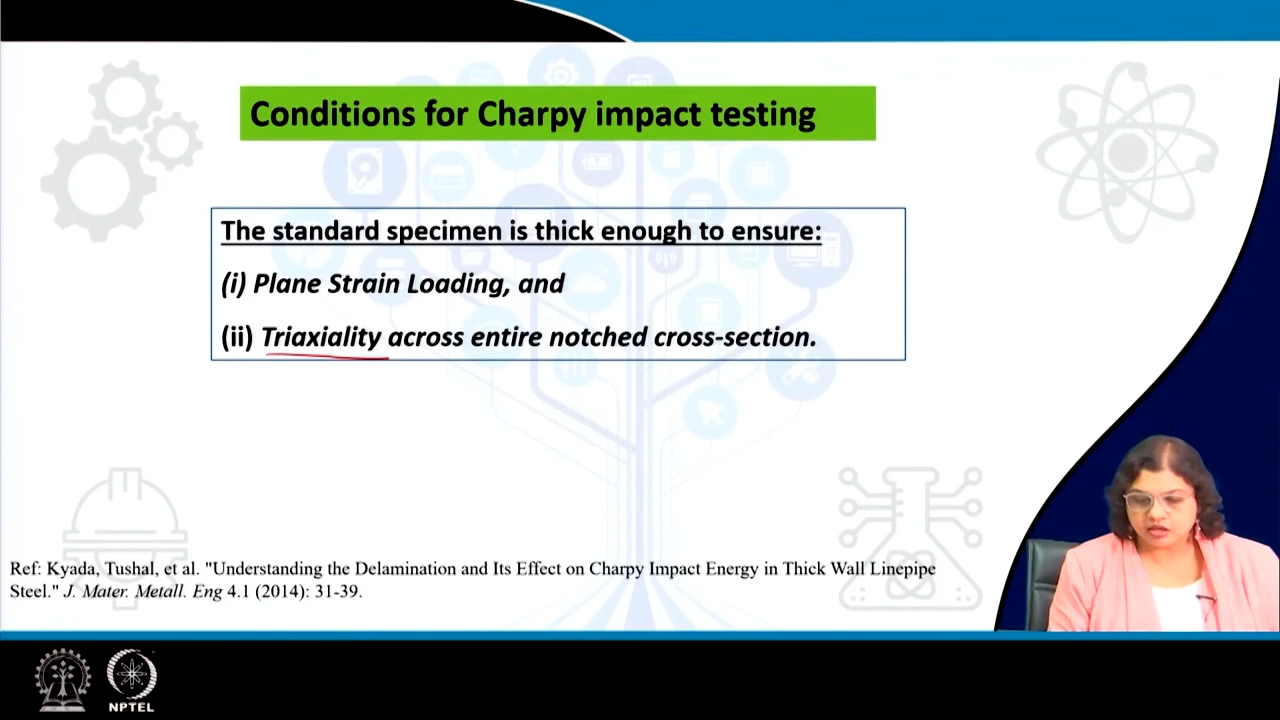 Conditions for Charpy impact testing
The standard specimen is thick enough to ensure:
(i) Plane Strain Loading, and
(ii) Triaxiality across entire notched cross-section.
Ref: Kyada, Tushal, et al. "Understanding the Delamination and Its Effect on Charpy Impact Energy in Thick Wall Linepipe
Steel." J. Mater. Metall. Eng 4.1 (2014): 31-39.
NPTEL